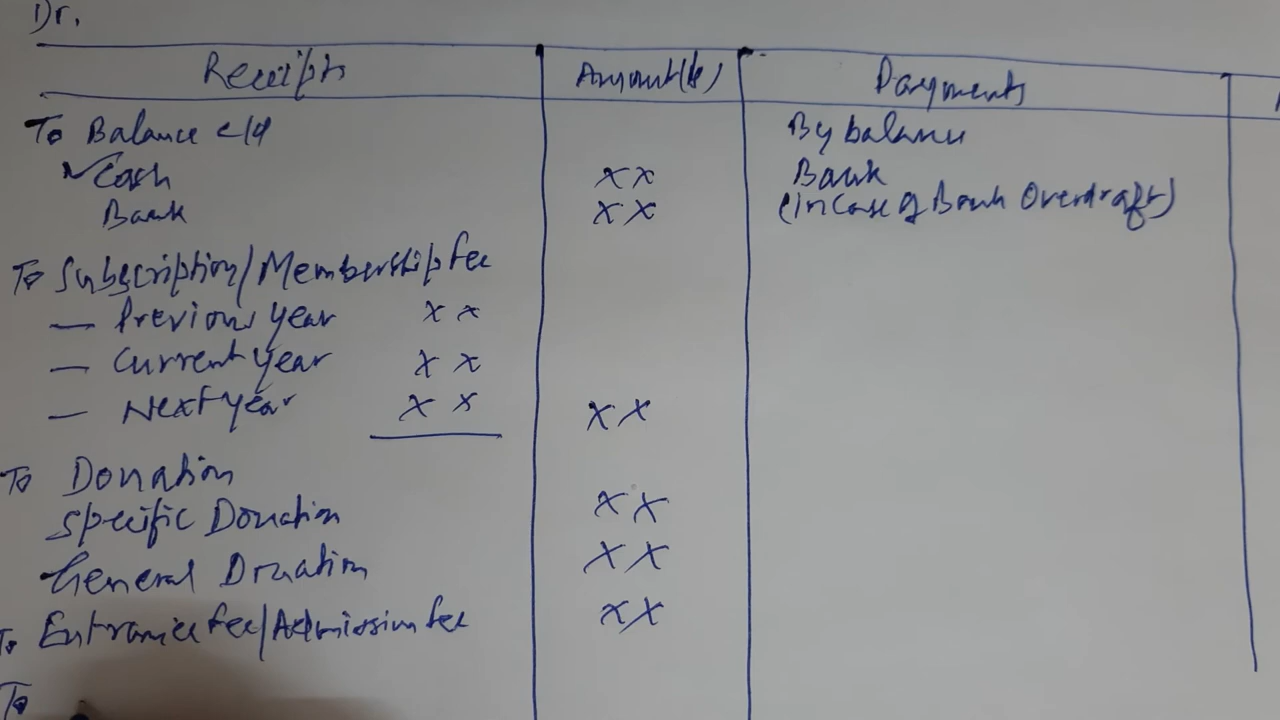 Dr.
Receipts Amount(₨) Payments
To Balance c/d By balance
Cash xx Bank
Bank xx (In Case of Bank Overdraft)
To Subscription/Membership fee
— Previous year xx
— Current year xx
— Next year xx xx
To Donation
Specific Donation xx
General Donation xx
To Entrance fee/Admission fee xx
To